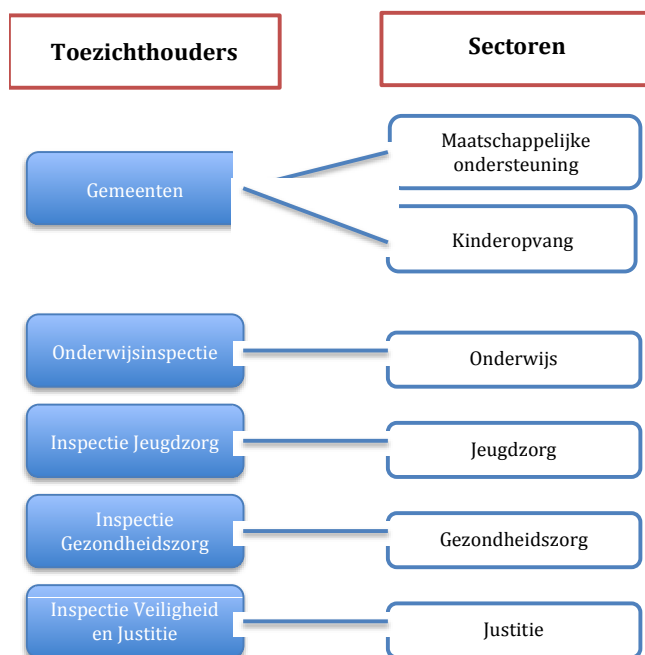 Toezichthouders
Sectoren
Gemeenten
Maatschappelijke
ondersteuning
Kinderopvang
Onderwijsinspectie
Onderwijs
Inspectie Jeugdzorg
Jeugdzorg
Inspectie
Gezondheidszorg
Gezondheidszorg
Inspectie Veiligheid
en Justitie
Justitie